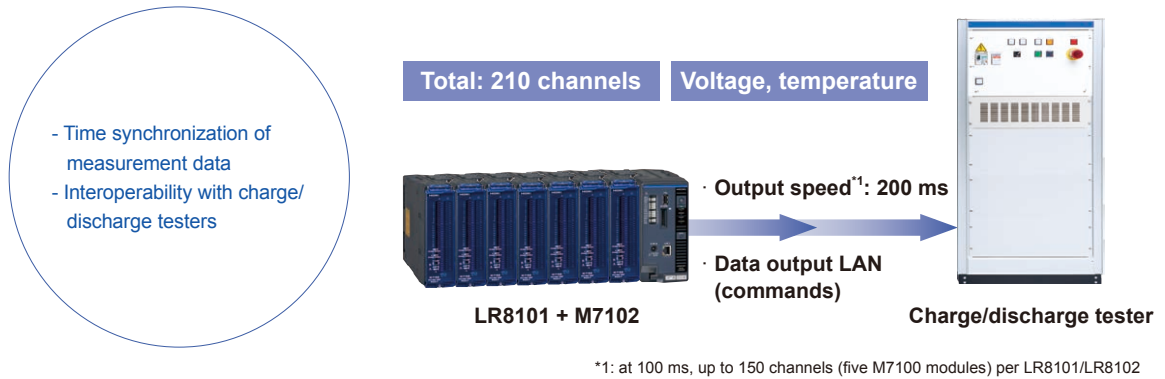 - Time synchronization of
measurement data
- Interoperability with charge/
discharge testers
Total: 210 channels
Voltage, temperature
· Output speed*1: 200 ms
· Data output LAN
(commands)
LR8101 + M7102
Charge/discharge tester
*1: at 100 ms, up to 150 channels (five M7100 modules) per LR8101/LR8102